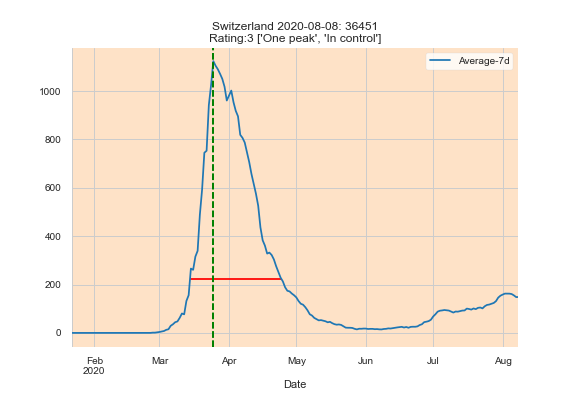 Switzerland 2020-08-08: 36451
Rating:3 ['One peak', 'In control']
Average-7d
1000
800
600
400
200
0
Feb
2020
Mar
Apr
May
Jun
Jul
Aug
Date